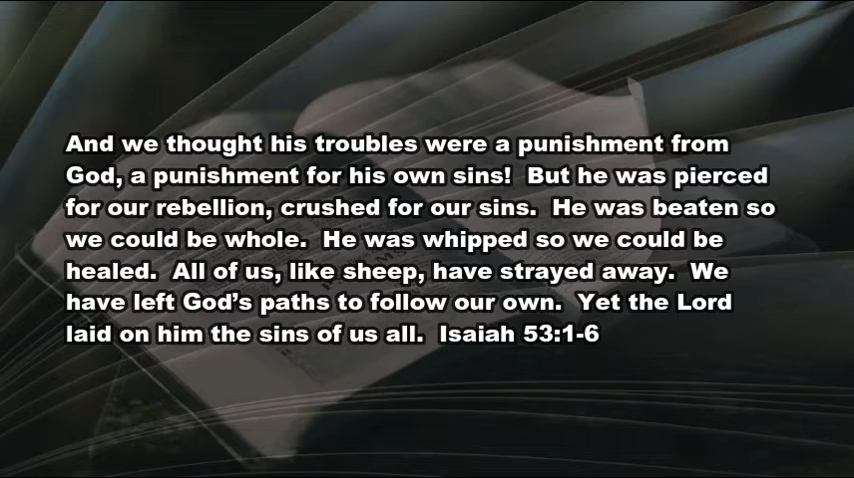 And we thought his troubles were a punishment from
God, a punishment for his own sins!  But he was pierced
for our rebellion, crushed for our sins.  He was beaten so
we could be whole.  He was whipped so we could be
healed.  All of us, like sheep, have strayed away.  We
have left God’s paths to follow our own.  Yet the Lord
laid on him the sins of us all.  Isaiah 53:1-6